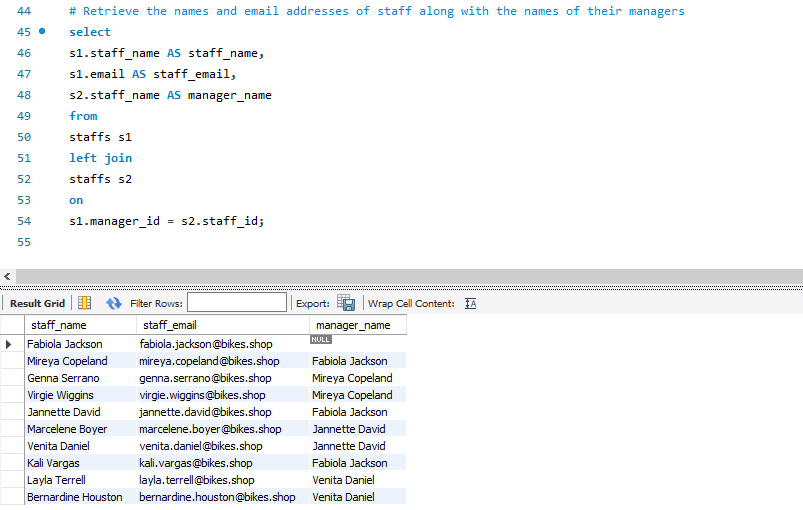 44 # Retrieve the names and email addresses of staff along with the names of their managers
45 select
46 s1.staff_name AS staff_name,
47 s1.email AS staff_email,
48 s2.staff_name AS manager_name
49 from
50 staffs s1
51 left join
52 staffs s2
53 on
54 s1.manager_id = s2.staff_id;
55
Result Grid Filter Rows: Export: Wrap Cell Content: IA
staff_name staff_email manager_name
Fabiola Jackson fabiola.jackson@bikes.shop NULL
Mireya Copeland mireya.copeland@bikes.shop Fabiola Jackson
Genna Serrano genna.serrano@bikes.shop Mireya Copeland
Virgie Wiggins virgie.wiggins@bikes.shop Mireya Copeland
Jannette David jannette.david@bikes.shop Fabiola Jackson
Marcelene Boyer marcelene.boyer@bikes.shop Jannette David
Venita Daniel venita.daniel@bikes.shop Jannette David
Kali Vargas kali.vargas@bikes.shop Fabiola Jackson
Layla Terrell layla.terrell@bikes.shop Venita Daniel
Bernardine Houston bernardine.houston@bikes.shop Venita Daniel